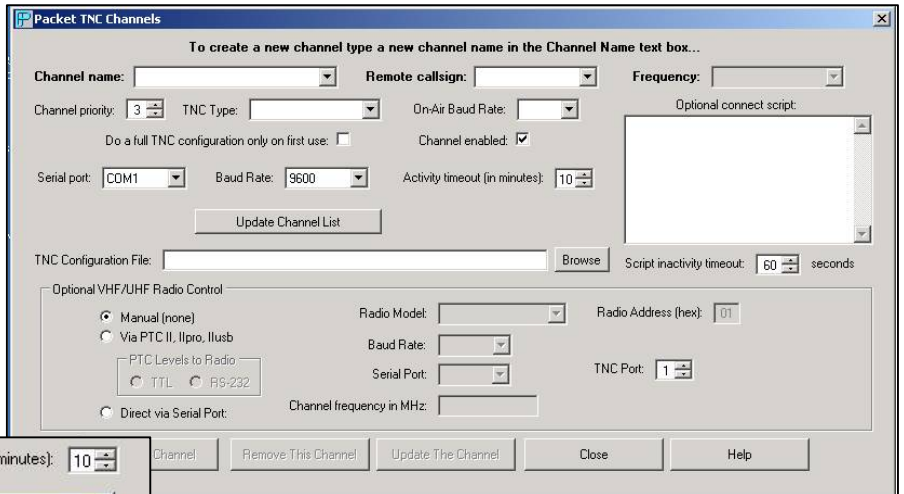 Packet TNC Channels
To create a new channel type a new channel name in the Channel Name text box...
Channel name: Remote callsign: Frequency:
Channel priority: 3 TNC Type: On-Air Baud Rate: Optional connect script:
Do a full TNC configuration only on first use: Channel enabled:
Serial port: COM1 Baud Rate: 9600 Activity timeout (in minutes): 10
Update Channel List
TNC Configuration File: Browse Script inactivity timeout: 60 seconds
Optional VHF/UHF Radio Control
Manual (none) Radio Model: Radio Address (hex): 01
Via PTC II, IIpro, IIusb
Baud Rate:
PTC Levels to Radio
Serial Port: TNC Port: 1
TTL RS-232
Direct via Serial Port: Channel frequency in MHz:
minutes): 10 Channel Remove This Channel Update The Channel Close Help